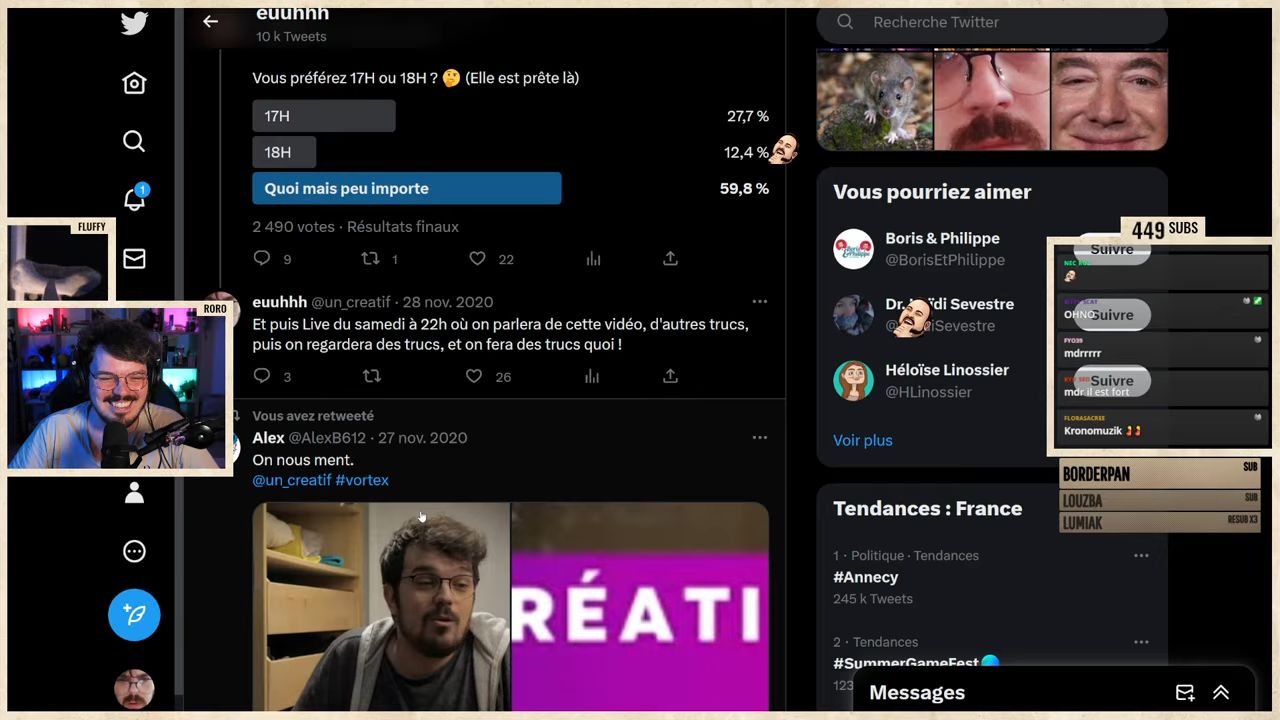 euuhhh
10 k Tweets
Vous préférez 17H ou 18H ? 🤔 (Elle est prête là)
17H
27,7 %
18H
12,4 %
Quoi mais peu importe
59,8 %
2 490 votes · Résultats finaux
9
1
22
euuhhh @un_creatif · 28 nov. 2020
Et puis Live du samedi à 22h où on parlera de cette vidéo, d'autres trucs,
puis on regardera des trucs, et on fera des trucs quoi !
3
26
Vous avez retweeté
Alex @AlexB612 · 27 nov. 2020
On nous ment.
@un_creatif #vortex
RÉATI
1
FLUFFY
RORO
Recherche Twitter
Vous pourriez aimer
Boris & Philippe
@BorisEtPhilippe
Suivre
Sevestre
Suivre
Héloïse Linossier
@HLinossier
Suivre
Voir plus
Tendances : France
1 · Politique · Tendances
#Annecy
245 k Tweets
2 · Tendances
#SummerGameFest
Messages
449 SUBS
OHNO
FYO39
mdrrrrr
mdr il est fort
FLORASACREE
Kronomuzik
BORDERPAN
SUB
LOUZBA
SUB
LUMIAK
RESUB X3